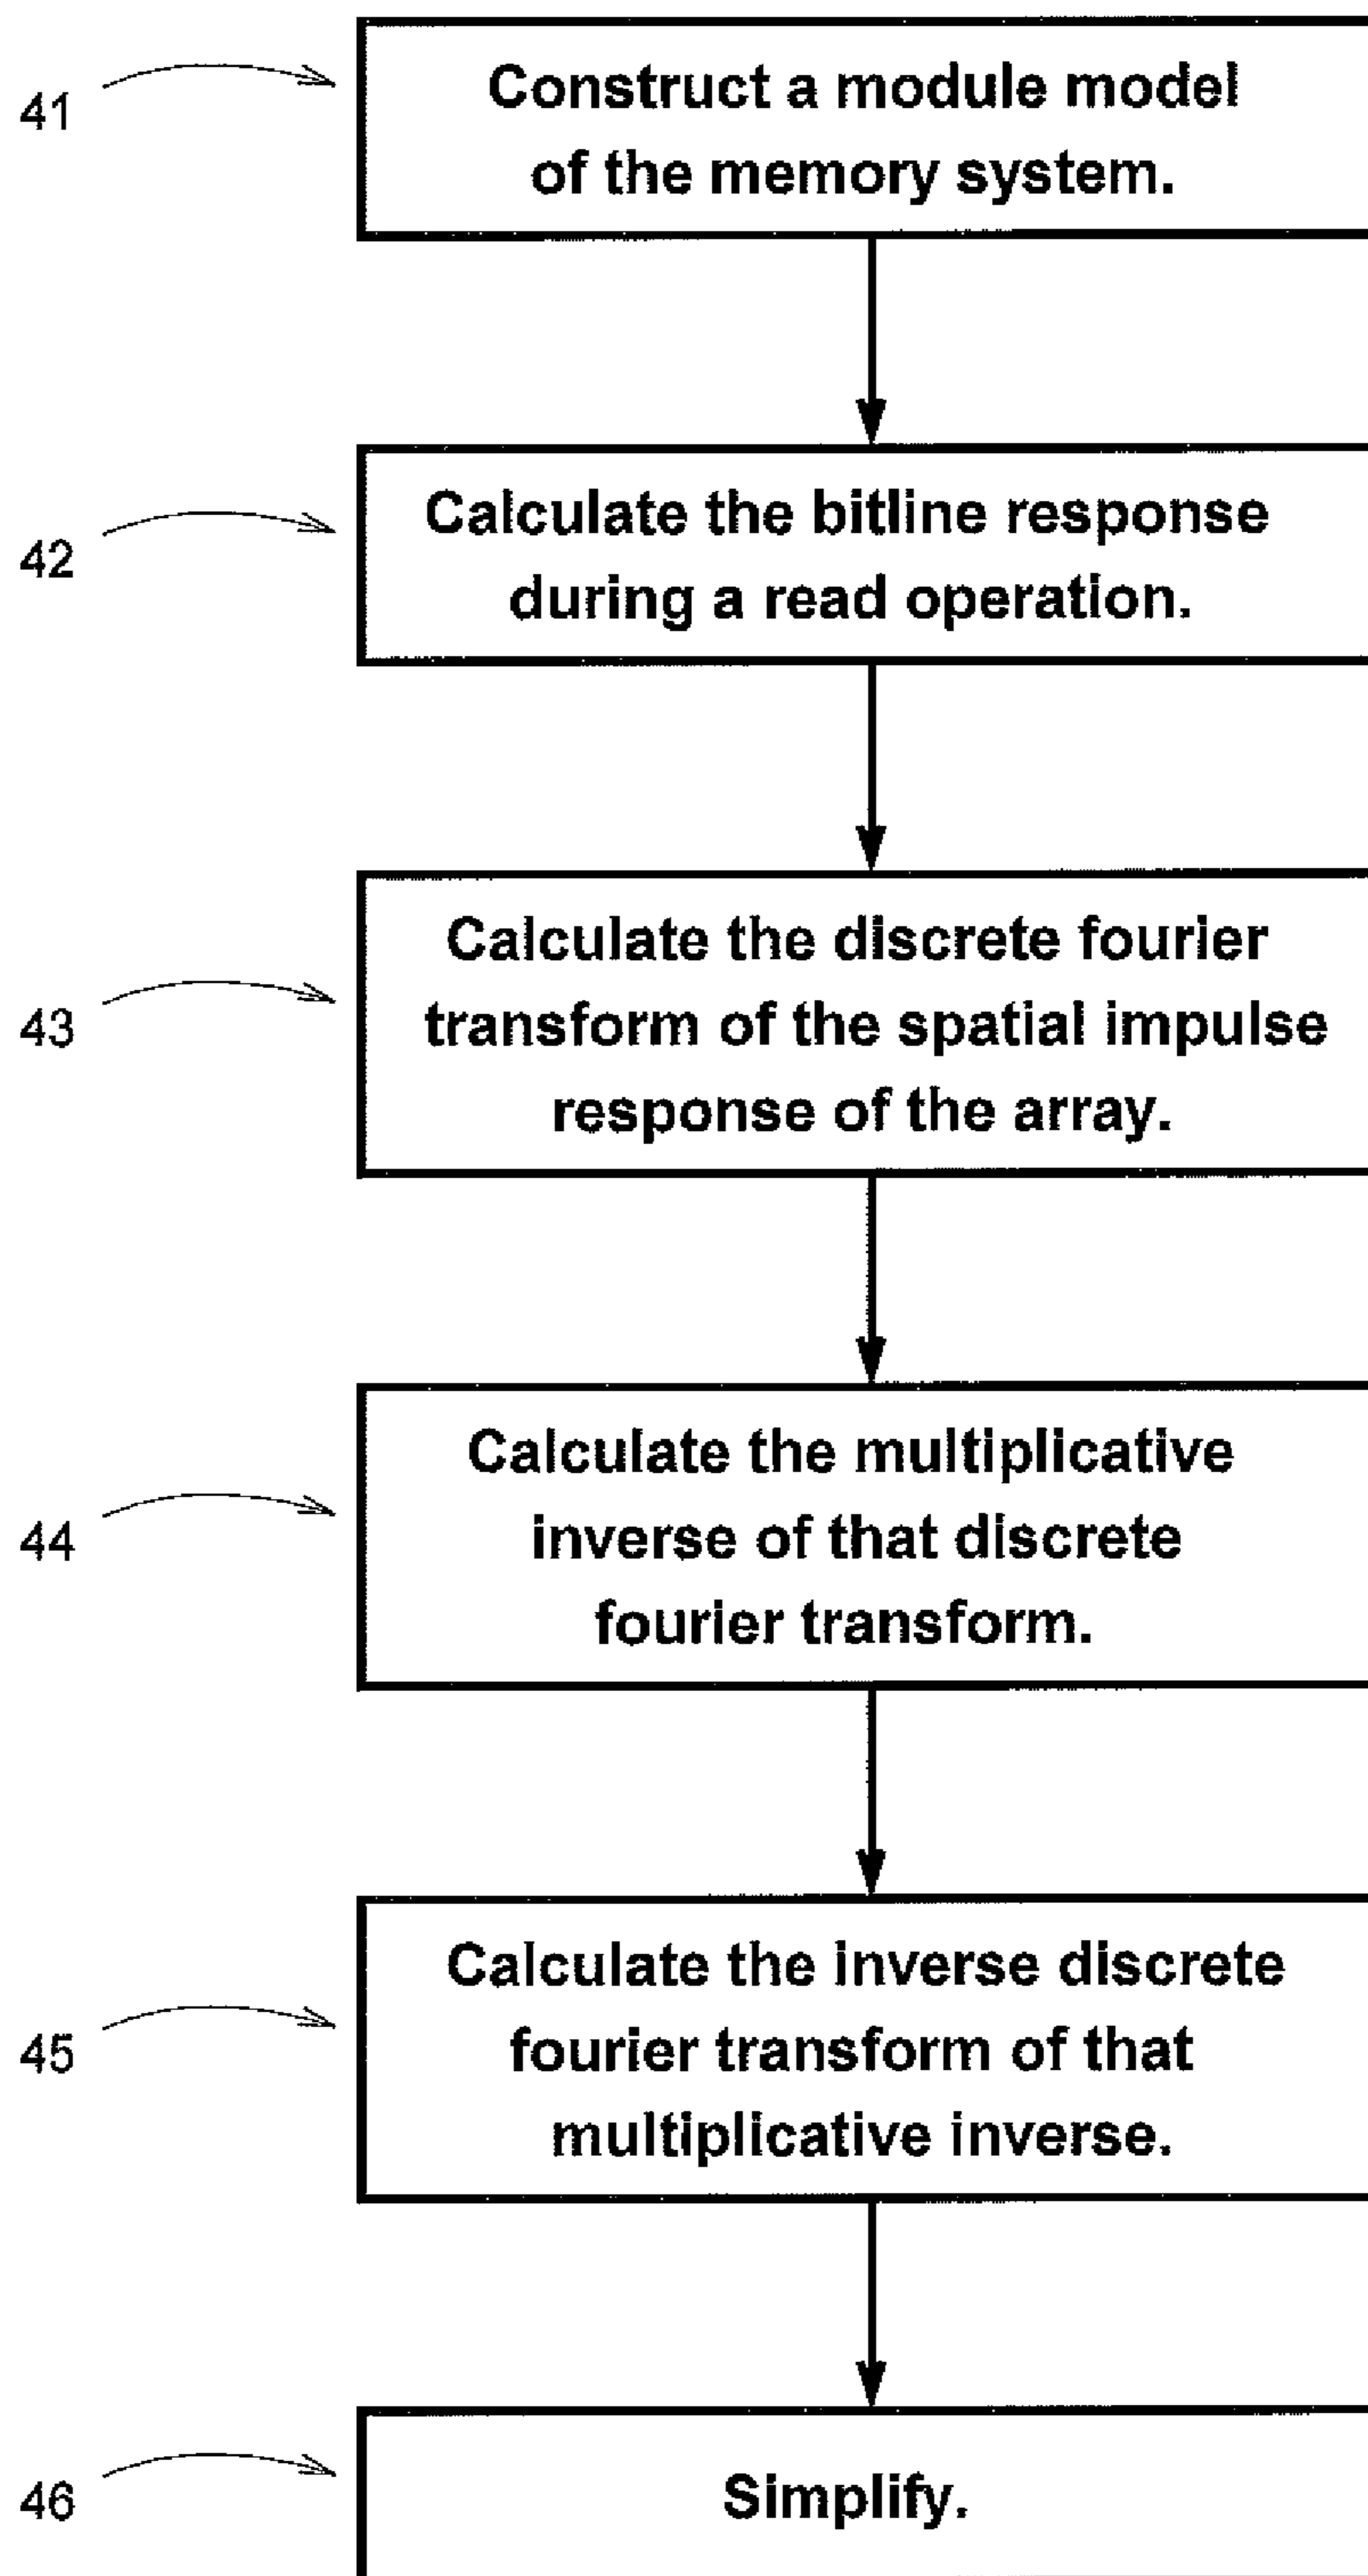 41
Construct a module model
of the memory system.
42
Calculate the bitline response
during a read operation.
43
Calculate the discrete fourier
transform of the spatial impulse
response of the array.
44
Calculate the multiplicative
inverse of that discrete
fourier transform.
45
Calculate the inverse discrete
fourier transform of that
multiplicative inverse.
46
Simplify.